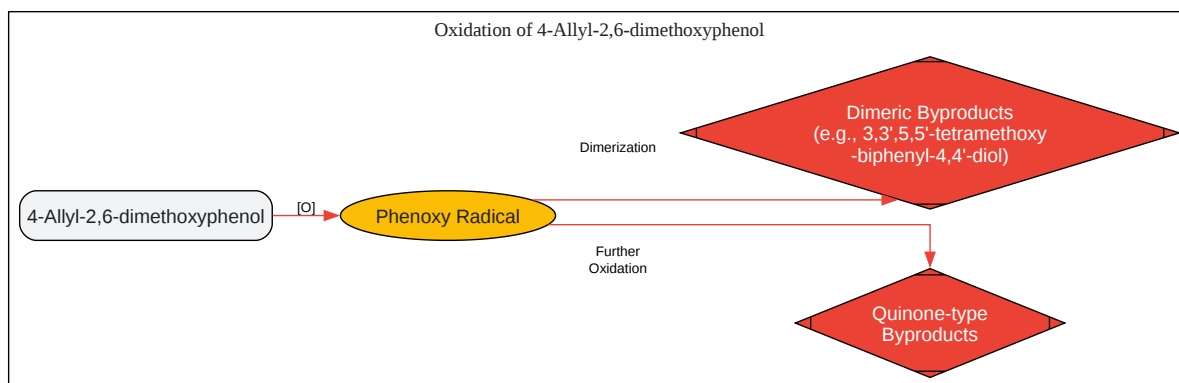 Oxidation of 4-Allyl-2,6-dimethoxyphenol
Dimeric Byproducts
(e.g., 3,3',5,5'-tetramethoxy
-biphenyl-4,4'-diol)
Dimerization
4-Allyl-2,6-dimethoxyphenol
[O]
Phenoxy Radical
Further
Oxidation
Quinone-type
Byproducts